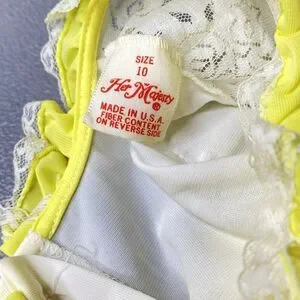 SIZE
10
Her Majesty
MADE IN U.S.A.
FIBER CONTENT
ON REVERSE SIDE